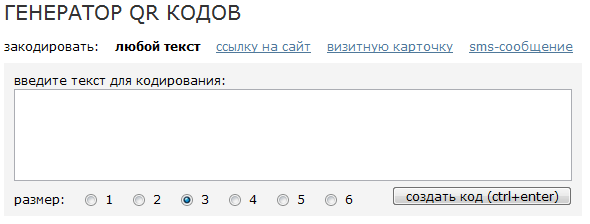 ГЕНЕРАТОР QR КОДОВ
закодировать: любой текст ссылку на сайт визитную карточку sms-сообщение
введите текст для кодирования:
размер: 1 2 3 4 5 6 создать код (ctrl+enter)